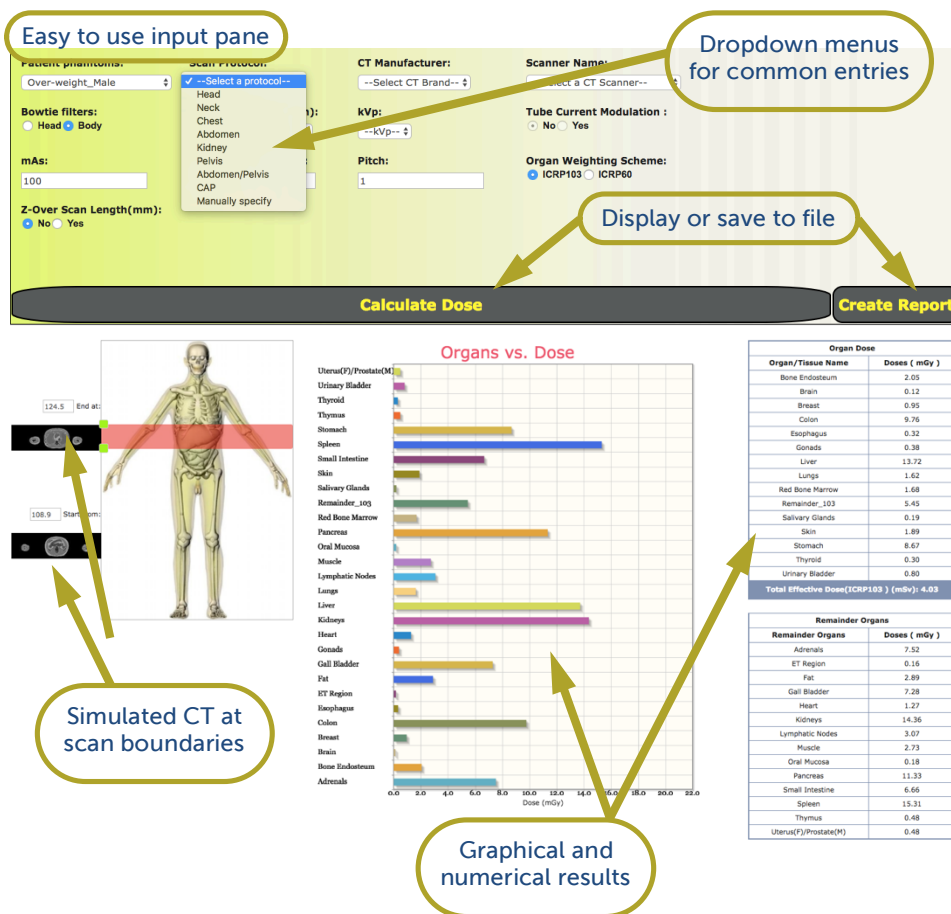 Easy to use input pane
Dropdown menus
for common entries
Patient phamtoms:
Scan Protocol:
CT Manufacturer:
Scanner Name:
Over-weight_Male
✓ --Select a protocol--
--Select CT Brand--
a CT Scanner--
Head
Neck
Chest
Abdomen
Kidney
Pelvis
Abdomen/Pelvis
CAP
Manually specify
Bowtie filters:
Head Body
kVp:
--kVp--
Tube Current Modulation :
No Yes
mAs:
100
Pitch:
1
Organ Weighting Scheme:
ICRP103 ICRP60
Z-Over Scan Length(mm):
No Yes
Display or save to file
Calculate Dose
Create Report
124.5 End at:
108.9
Simulated CT at
scan boundaries
Organs vs. Dose
Uterus(F)/Prostate(M)
Urinary Bladder
Thyroid
Thymus
Stomach
Spleen
Small Intestine
Skin
Salivary Glands
Remainder_103
Red Bone Marrow
Pancreas
Oral Mucosa
Muscle
Lymphatic Nodes
Lungs
Liver
Kidneys
Heart
Gonads
Gall Bladder
Fat
ET Region
Esophagus
Colon
Breast
Brain
Bone Endosteum
Adrenals
0.0 2.0 4.0 6.0 8.0 10.0 12.0 14.0 16.0 18.0 20.0 22.0
Dose (mGy)
Graphical and
numerical results
Organ Dose
Organ/Tissue Name Doses ( mGy )
Bone Endosteum 2.05
Brain 0.12
Breast 0.95
Colon 9.76
Esophagus 0.32
Gonads 0.38
Liver 13.72
Lungs 1.62
Red Bone Marrow 1.68
Remainder_103 5.45
Salivary Glands 0.19
Skin 1.89
Stomach 8.67
Thyroid 0.30
Urinary Bladder 0.80
Total Effective Dose(ICRP103 ) (mSv): 4.03
Remainder Organs
Remainder Organs Doses ( mGy )
Adrenals 7.52
ET Region 0.16
Fat 2.89
Gall Bladder 7.28
Heart 1.27
Kidneys 14.36
Lymphatic Nodes 3.07
Muscle 2.73
Oral Mucosa 0.18
Pancreas 11.33
Small Intestine 6.66
Spleen 15.31
Thymus 0.48
Uterus(F)/Prostate(M) 0.48